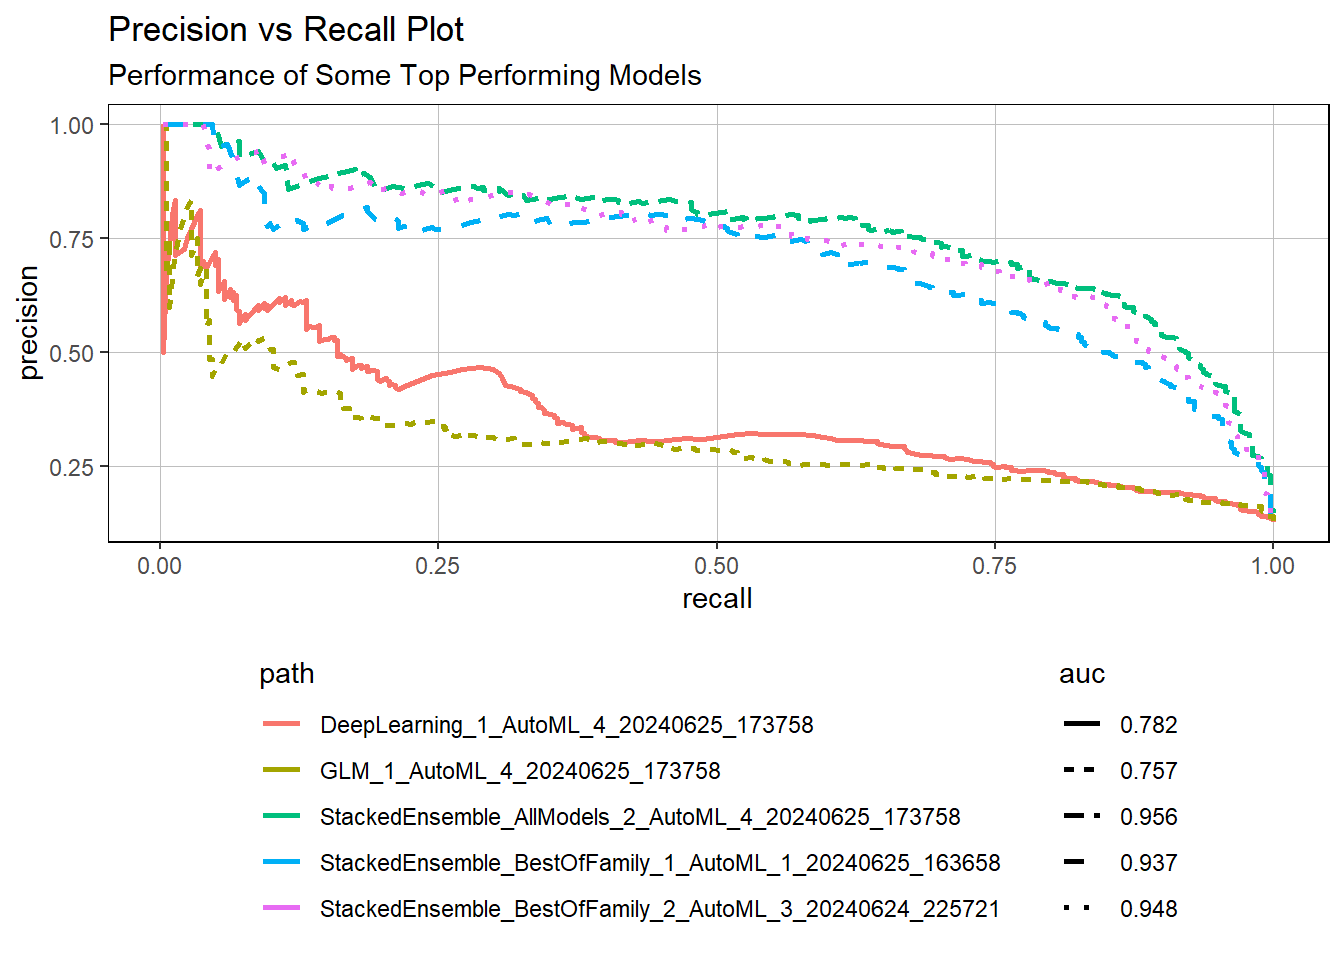 Precision vs Recall Plot
Performance of Some Top Performing Models
precision
1.00
0.75
0.50
0.25
0.00 0.25 0.50 0.75 1.00
recall
path
DeepLearning_1_AutoML_4_20240625_173758
GLM_1_AutoML_4_20240625_173758
StackedEnsemble_AllModels_2_AutoML_4_20240625_173758
StackedEnsemble_BestOfFamily_1_AutoML_1_20240625_163658
StackedEnsemble_BestOfFamily_2_AutoML_3_20240624_225721
auc
0.782
0.757
0.956
0.937
0.948